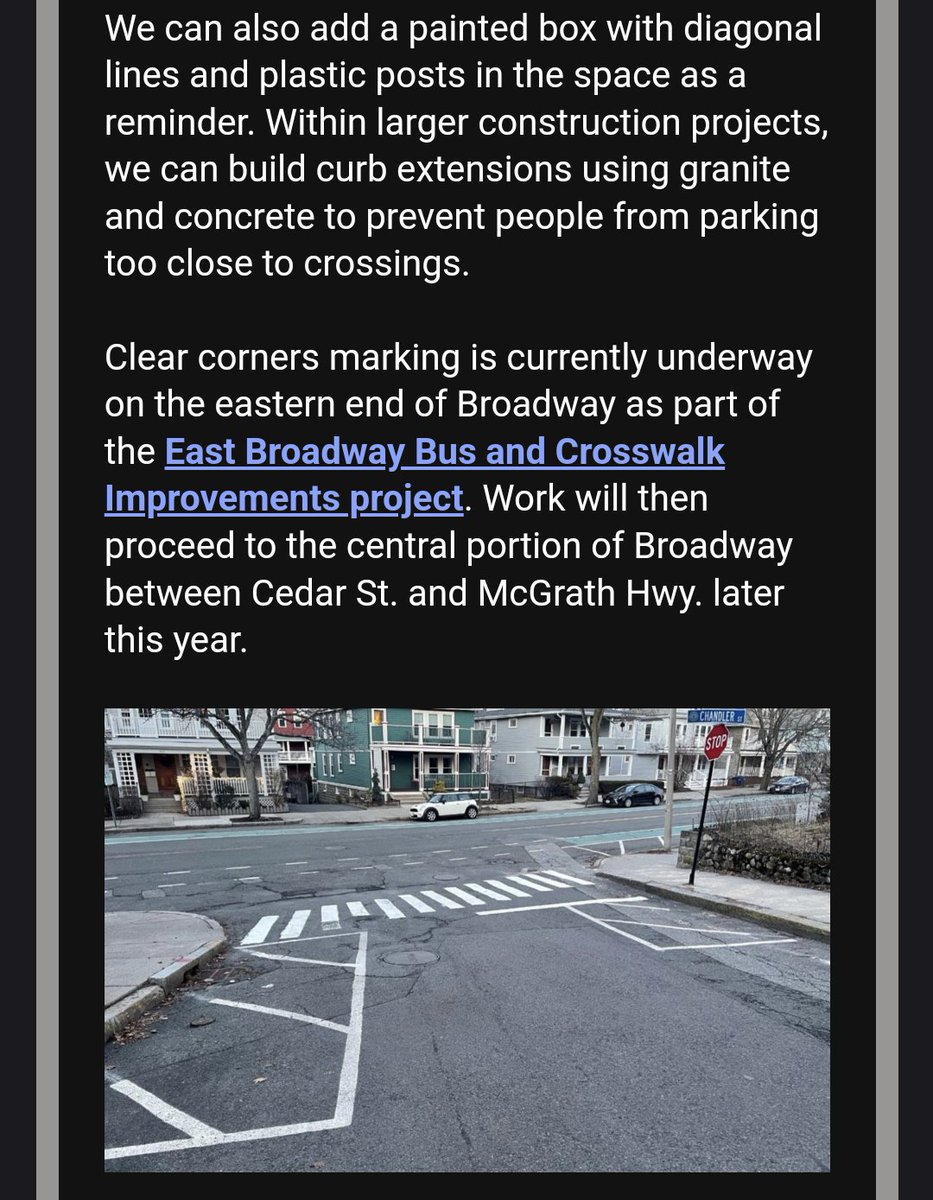 We can also add a painted box with diagonal
lines and plastic posts in the space as a
reminder. Within larger construction projects,
we can build curb extensions using granite
and concrete to prevent people from parking
too close to crossings.
Clear corners marking is currently underway
on the eastern end of Broadway as part of
the East Broadway Bus and Crosswalk
Improvements project. Work will then
proceed to the central portion of Broadway
between Cedar St. and McGrath Hwy. later
this year.
CHANDLER ST
STOP